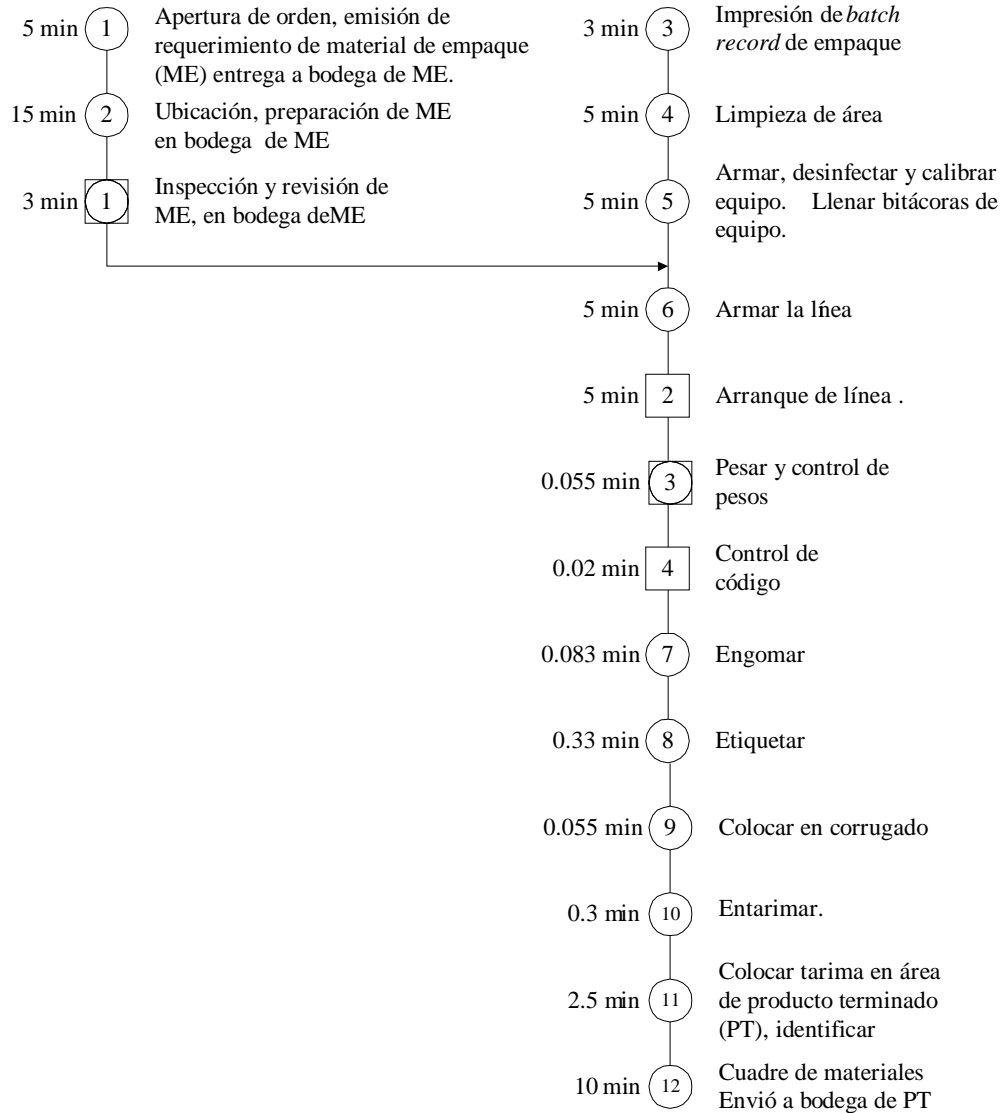 5 min 1 Apertura de orden, emisión de
requerimiento de material de empaque
(ME) entrega a bodega de ME.
15 min 2 Ubicación, preparación de ME
en bodega de ME
3 min 1 Inspección y revisión de
ME, en bodega deME
3 min 3 Impresión de batch
record de empaque
5 min 4 Limpieza de área
5 min 5 Armar, desinfectar y calibrar
equipo. Llenar bitácoras de
equipo.
5 min 6 Armar la línea
5 min 2 Arranque de línea .
0.055 min 3 Pesar y control de
pesos
0.02 min 4 Control de
código
0.083 min 7 Engomar
0.33 min 8 Etiquetar
0.055 min 9 Colocar en corrugado
0.3 min 10 Entarimar.
2.5 min 11 Colocar tarima en área
de producto terminado
(PT), identificar
10 min 12 Cuadre de materiales
Envió a bodega de PT